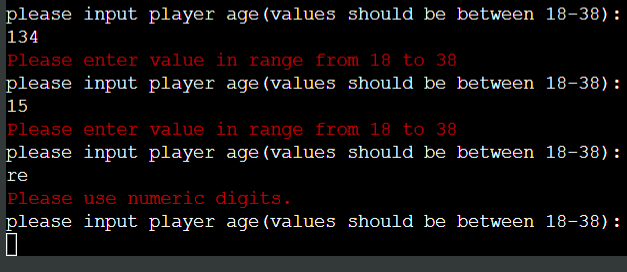 please input player age(values should be between 18-38):
134
Please enter value in range from 18 to 38
please input player age(values should be between 18-38):
15
Please enter value in range from 18 to 38
please input player age(values should be between 18-38):
re
Please use numeric digits.
please input player age(values should be between 18-38):